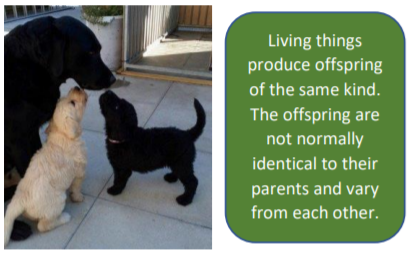 Living things
produce offspring
of the same kind.
The offspring are
not normally
identical to their
parents and vary
from each other.